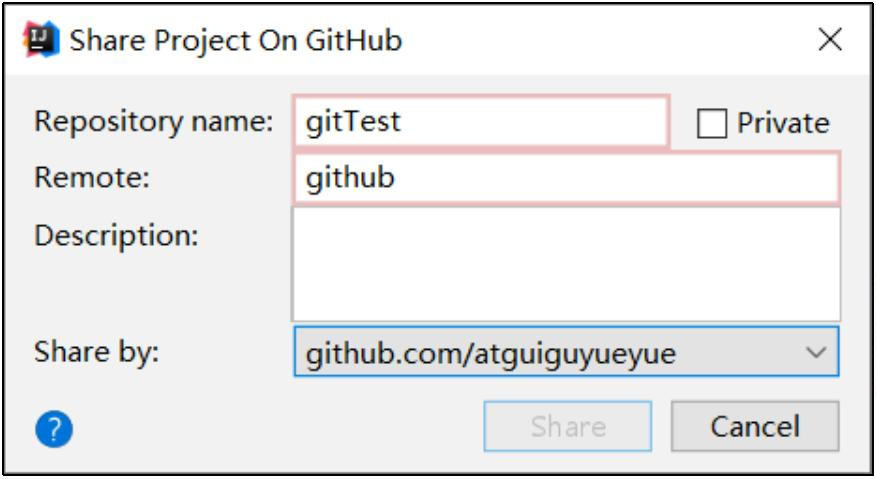 Share Project On GitHub
Repository name: gitTest Private
Remote: github
Description:
Share by: github.com/atguiguyueyue
? Share Cancel